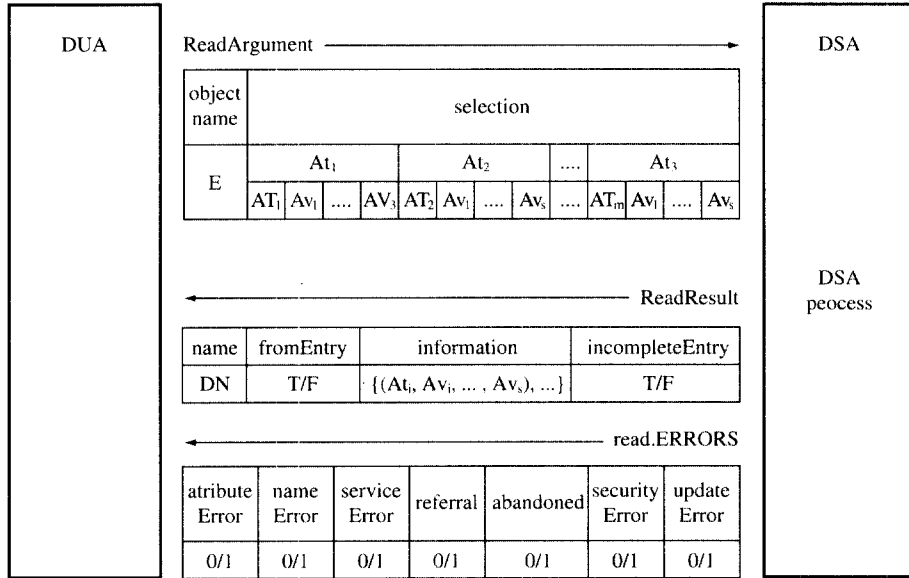 DUA
ReadArgument
DSA
object name
selection
E
At₁ At₂ .... At₃
AT₁ Av₁ .... AV₃ AT₂ Av₁ .... Avₛ .... ATₘ Av₁ .... Avₛ
DSA
peocess
ReadResult
name fromEntry information incompleteEntry
DN T/F {(Atᵢ, Avᵢ, ... , Avₛ), ...} T/F
read.ERRORS
atribute Error name Error service Error referral abandoned security Error update Error
0/1 0/1 0/1 0/1 0/1 0/1 0/1